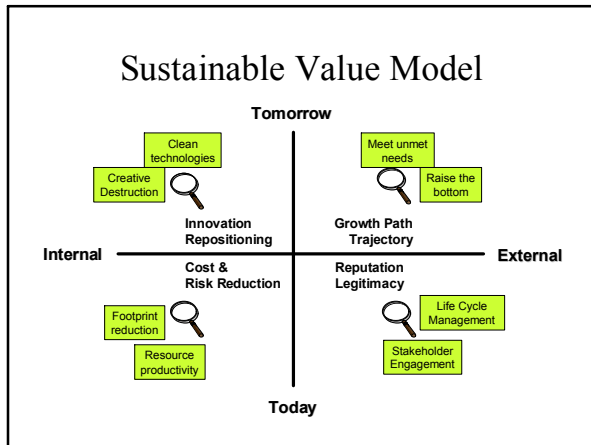 Sustainable Value Model
Tomorrow
Clean
technologies
Creative
Destruction
Meet unmet
needs
Raise the
bottom
Innovation
Repositioning
Growth Path
Trajectory
Internal
External
Cost &
Risk Reduction
Reputation
Legitimacy
Footprint
reduction
Resource
productivity
Life Cycle
Management
Stakeholder
Engagement
Today